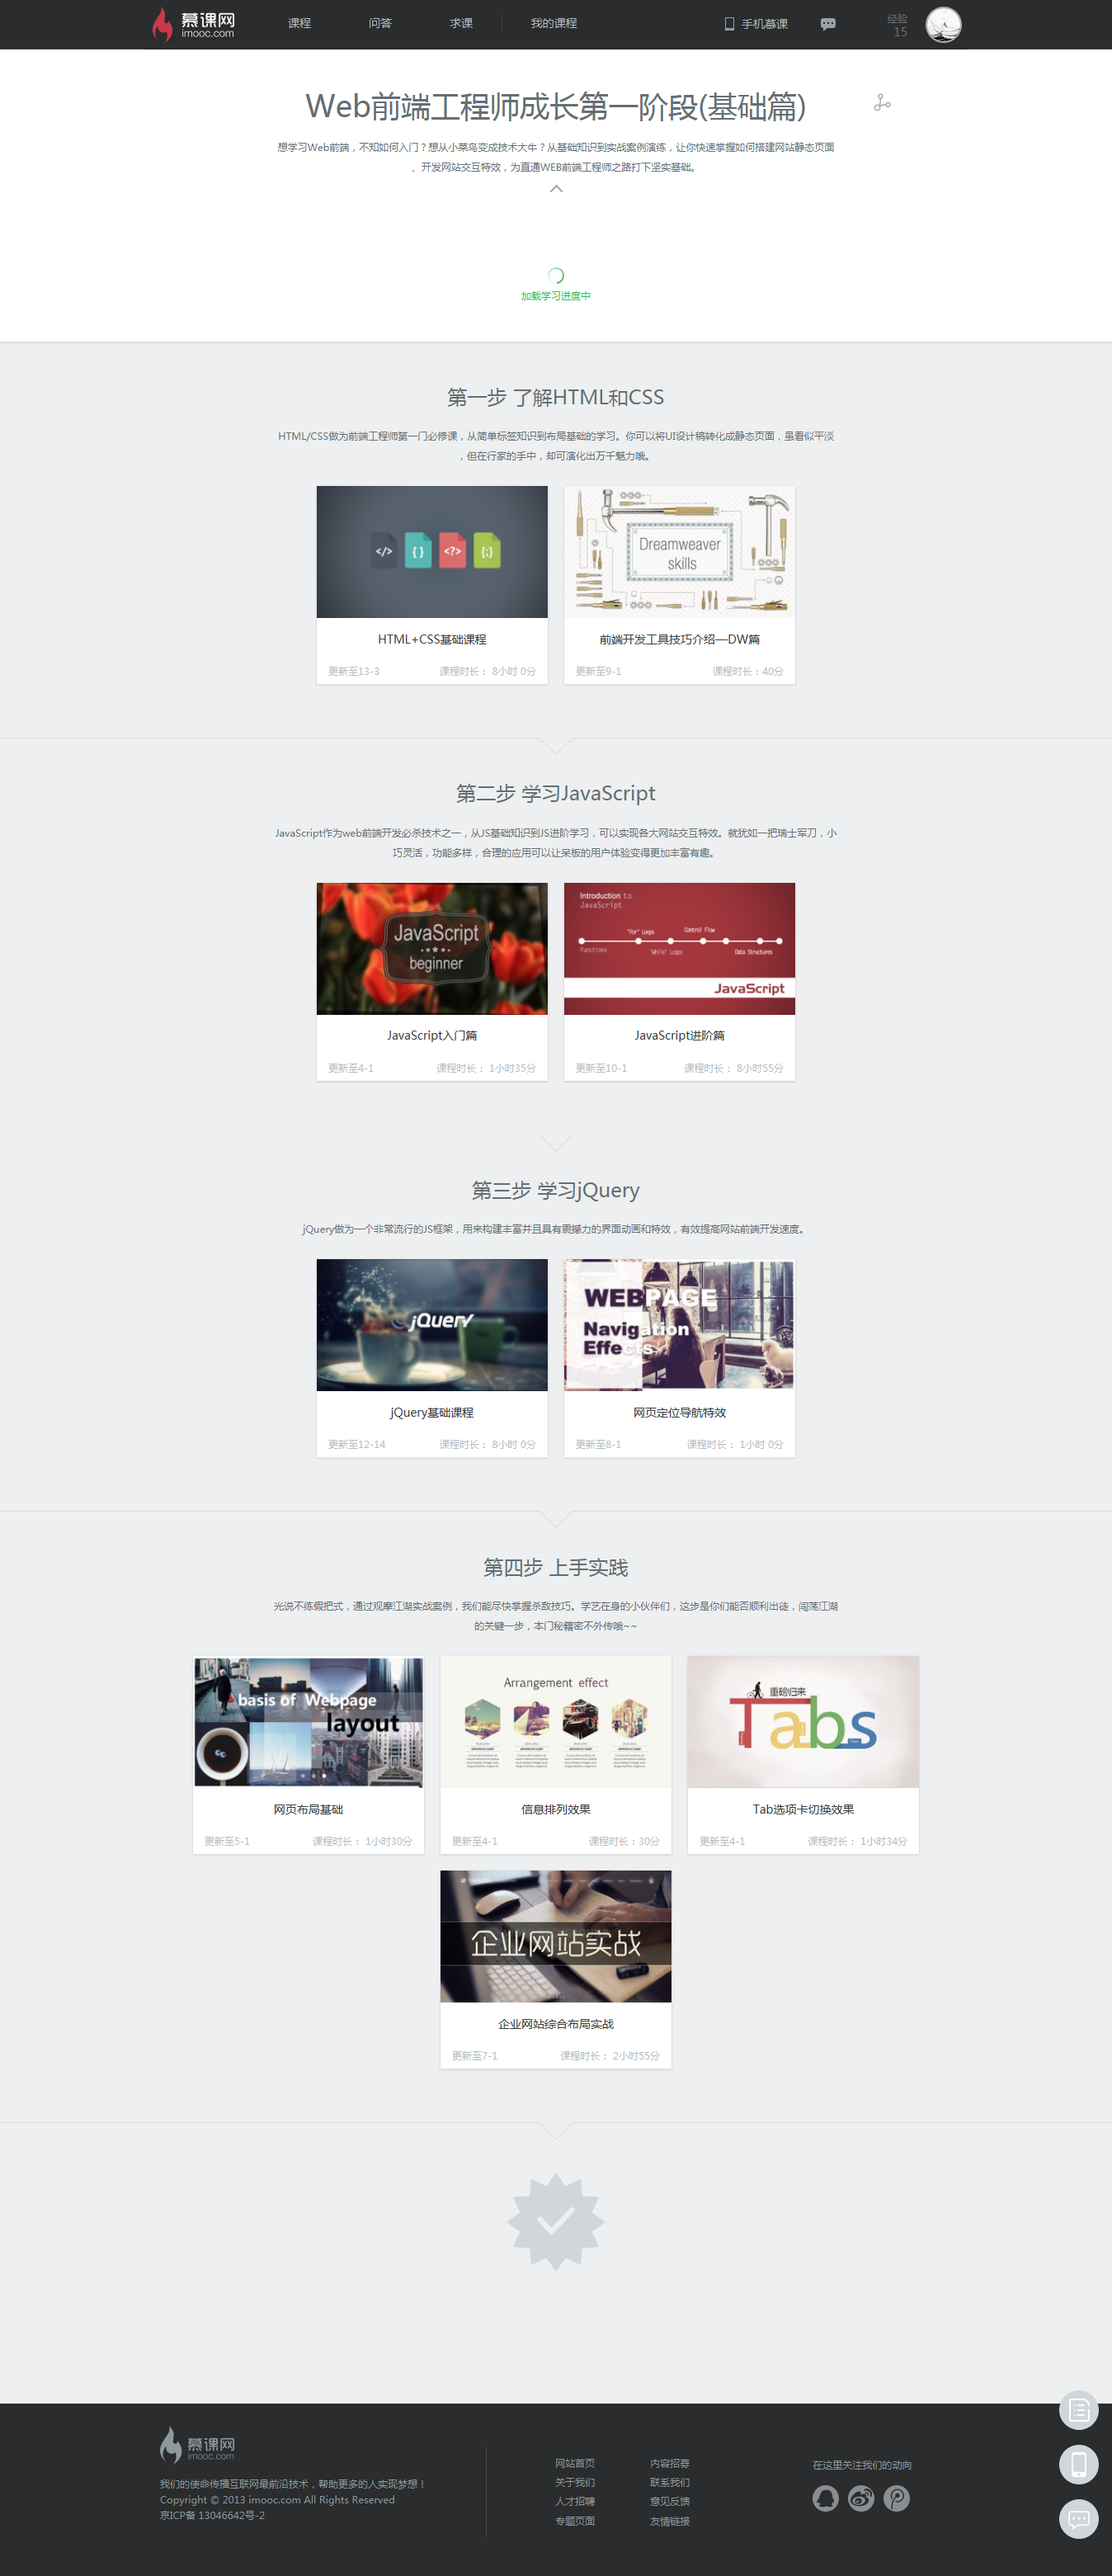 慕课网
imooc.com
课程
问答
求课
我的课程
手机慕课
经验
15
Web前端工程师成长第一阶段(基础篇)
想学习Web前端，不知如何入门？想从小菜鸟变成技术大牛？从基础知识到实战案例演练，让你快速掌握如何搭建网站静态页面
、开发网站交互特效，为直通WEB前端工程师之路打下坚实基础。
加载学习进度中
第一步 了解HTML和CSS
HTML/CSS做为前端工程师第一门必修课，从简单标签知识到布局基础的学习。你可以将UI设计稿转化成静态页面，虽看似平淡
，但在行家的手中，却可演化出万千魅力哦。
</>
{ }
<?>
{;}
Dreamweaver
skills
HTML+CSS基础课程
前端开发工具技巧介绍—DW篇
更新至13-3
课程时长： 8小时 0分
更新至9-1
课程时长：40分
第二步 学习JavaScript
JavaScript作为web前端开发必杀技术之一，从JS基础知识到JS进阶学习，可以实现各大网站交互特效。就犹如一把瑞士军刀，小
巧灵活，功能多样，合理的应用可以让呆板的用户体验变得更加丰富有趣。
JavaScript
beginner
Introduction to
JavaScript
"For" Loops
Control Flow
Functions
"While" Loops
Data Structures
JavaScript
JavaScript入门篇
JavaScript进阶篇
更新至4-1
课程时长： 1小时35分
更新至10-1
课程时长： 8小时55分
第三步 学习jQuery
jQuery做为一个非常流行的JS框架，用来构建丰富并且具有震撼力的界面动画和特效，有效提高网站前端开发速度。
jQuery
WEBPAGE
Navigation
Effects
jQuery基础课程
网页定位导航特效
更新至12-14
课程时长： 8小时 0分
更新至8-1
课程时长： 1小时 0分
第四步 上手实践
光说不练假把式，通过观摩江湖实战案例，我们能尽快掌握杀敌技巧。学艺在身的小伙伴们，这步是你们能否顺利出徒，闯荡江湖
的关键一步，本门秘籍密不外传哦~~
basis of Webpage
layout
Arrangement effect
重磅归来
Tabs
网页布局基础
信息排列效果
Tab选项卡切换效果
更新至5-1
课程时长： 1小时30分
更新至4-1
课程时长：30分
更新至4-1
课程时长： 1小时34分
企业网站实战
企业网站综合布局实战
更新至7-1
课程时长： 2小时55分
慕课网
imooc.com
我们的使命传播互联网最前沿技术，帮助更多的人实现梦想！
Copyright © 2013 imooc.com All Rights Reserved
京ICP备 13046642号-2
网站首页
内容招募
关于我们
联系我们
人才招聘
意见反馈
专题页面
友情链接
在这里关注我们的动向